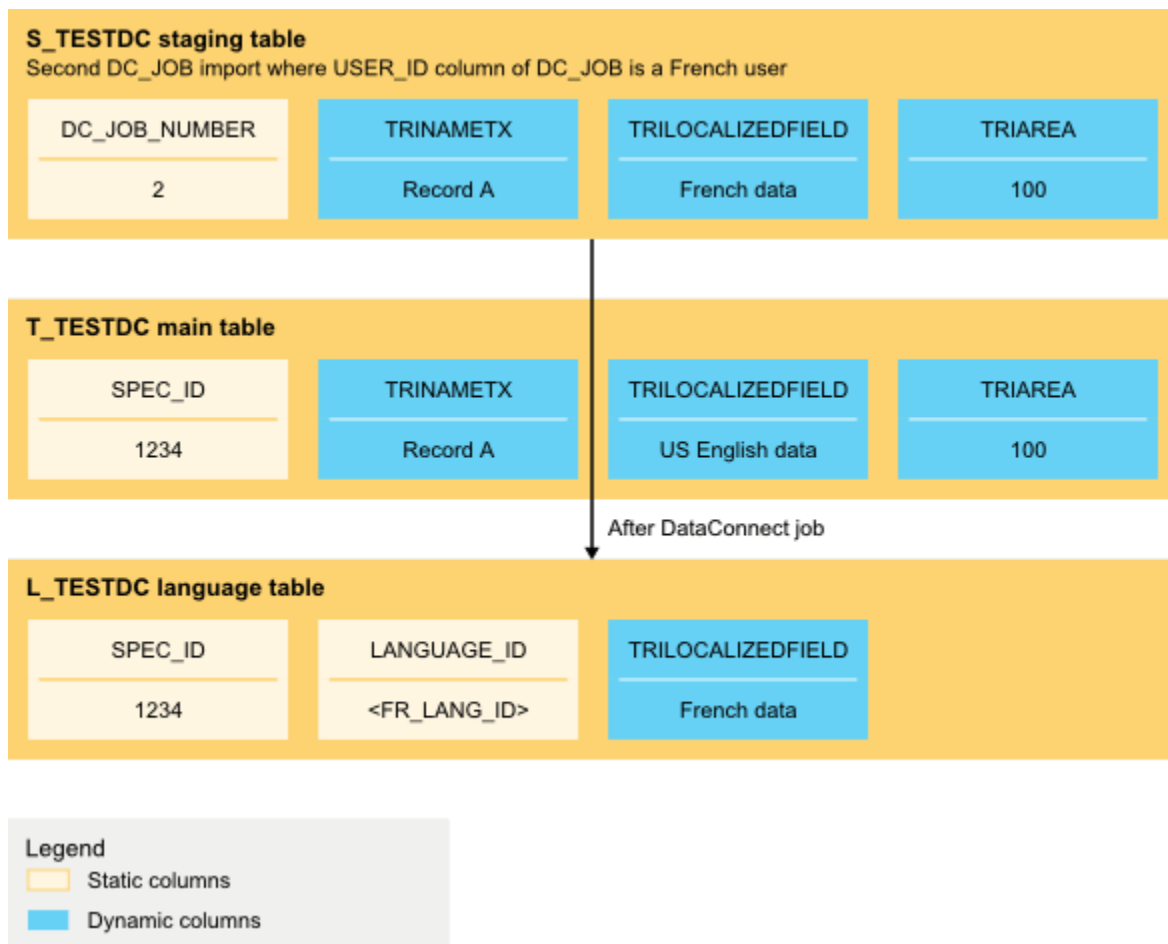 S_TESTDC staging table
Second DC_JOB import where USER_ID column of DC_JOB is a French user
DC_JOB_NUMBER TRINAMETX TRILOCALIZEDFIELD TRIAREA
2 Record A French data 100
T_TESTDC main table
SPEC_ID TRINAMETX TRILOCALIZEDFIELD TRIAREA
1234 Record A US English data 100
After DataConnect job
L_TESTDC language table
SPEC_ID LANGUAGE_ID TRILOCALIZEDFIELD
1234 <FR_LANG_ID> French data
Legend
Static columns
Dynamic columns